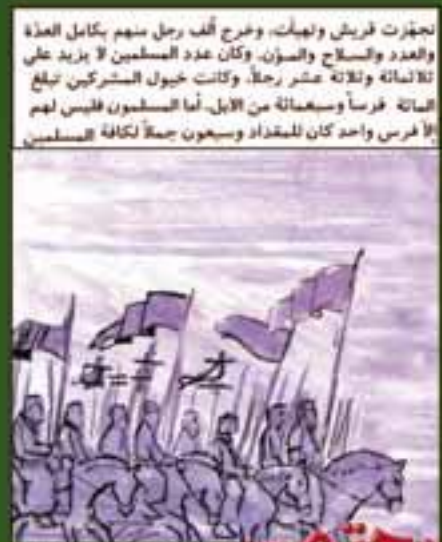 تجهزت قريش وتهيأت، وخرج ألف رجل منهم بكامل العدّة
والعدد والسلاح والمؤن. وكان عدد المسلمين لا يزيد على
ثلاثمائة وثلاثة عشر رجلاً. وكانت خيول المشركين تبلغ
المائة فرساً وسبعمائة من الابل. أما المسلمون فليس لهم
إلاّ فرس واحد كان للمقداد وسبعون جملاً لكافة المسلمين